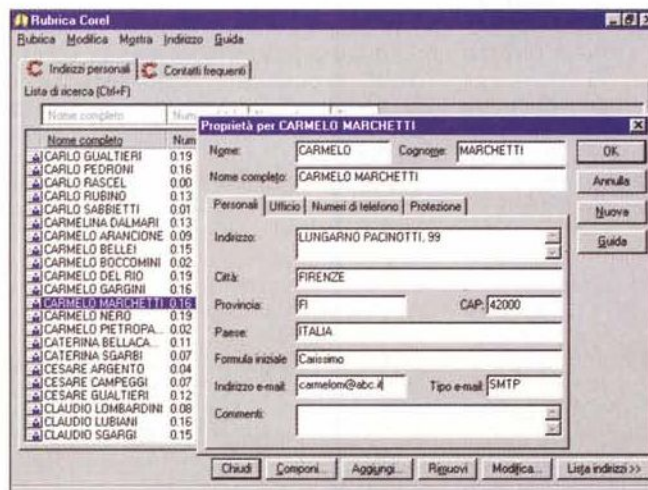 Rubrica Corel
Rubrica Modifica Mostra Indirizzo Guida
Indirizzi personali Contatti frequenti
Lista di ricerca (Ctrl+F)
Nome completo
Nome completo Num
CARLO GUALTIERI 0.19
CARLO PEDRONI 0.16
CARLO RASCEL 0.00
CARLO RUBINO 0.13
CARLO SABBIETTI 0.01
CARMELINA DALMARI 0.13
CARMELO ARANCIONE 0.09
CARMELO BELLEI 0.15
CARMELO BOCCOMINI 0.02
CARMELO DEL RIO 0.19
CARMELO GARGINI 0.16
CARMELO MARCHETTI 0.16
CARMELO NERO 0.19
CARMELO PIETROPA... 0.02
CATERINA BELLACA... 0.11
CATERINA SGARBI 0.07
CESARE ARGENTO 0.04
CESARE CAMPEGGI 0.07
CESARE GUALTIERI 0.12
CLAUDIO LOMBARDINI 0.08
CLAUDIO LUBIANI 0.16
CLAUDIO SGARGI 0.15
Proprietà per CARMELO MARCHETTI
Nome: CARMELO Cognome: MARCHETTI
Nome completo: CARMELO MARCHETTI
Personali Ufficio Numeri di telefono Protezione
Indirizzo: LUNGARNO PACINOTTI, 99
Città: FIRENZE
Provincia: FI CAP: 42000
Paese: ITALIA
Formula iniziale Carissimo
Indirizzo e-mail: carmelom@abc.it Tipo e-mail: SMTP
Commenti:
OK
Annulla
Nuova
Guida
Chiudi Componi... Aggiungi... Rimuovi Modifica... Lista indirizzi >>